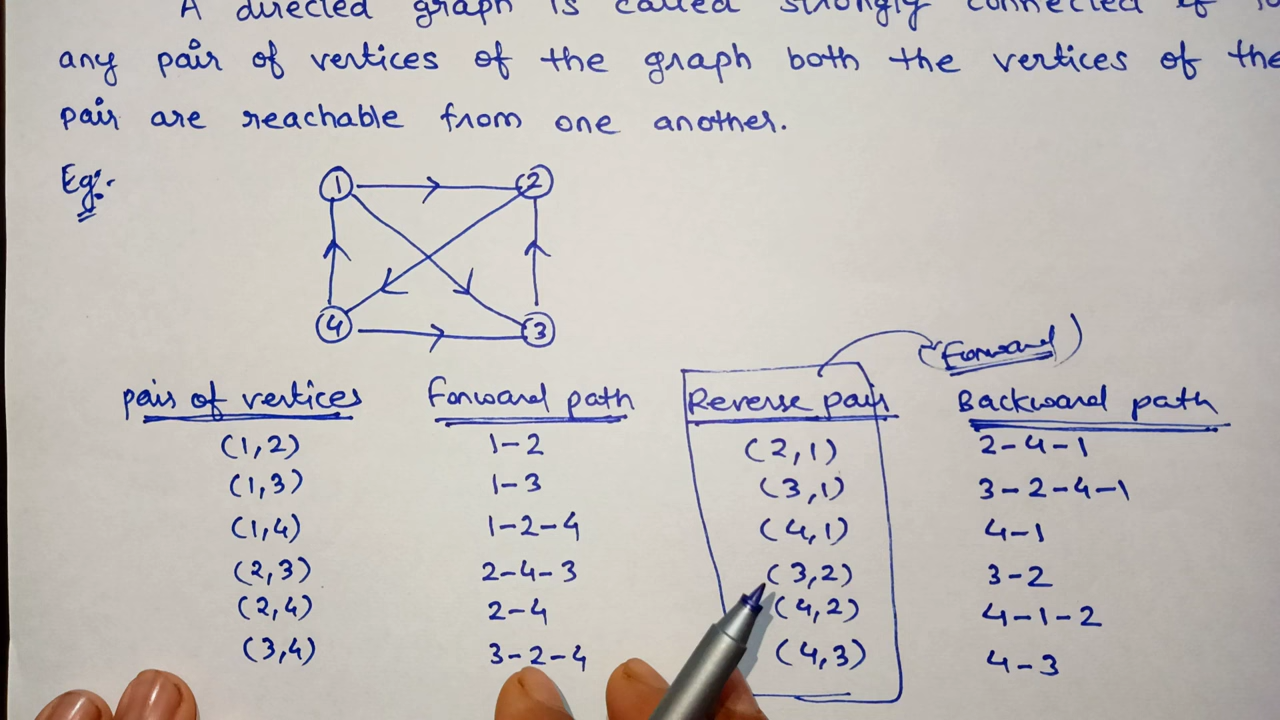 A directed graph is called strongly connected if
any pair of vertices of the graph both the vertices of the
pair are reachable from one another.
Eg:-
1 2
4 3
(Forward)
pair of vertices Forward path Reverse pair Backward path
(1,2) 1-2 (2,1) 2-4-1
(1,3) 1-3 (3,1) 3-2-4-1
(1,4) 1-2-4 (4,1) 4-1
(2,3) 2-4-3 (3,2) 3-2
(2,4) 2-4 (4,2) 4-1-2
(3,4) 3-2-4 (4,3) 4-3